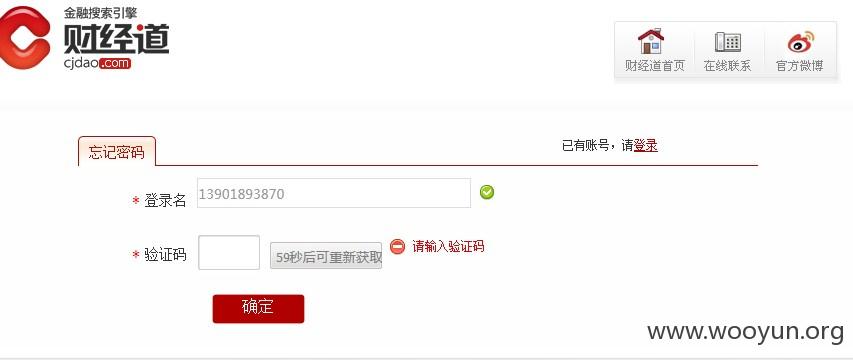 金融搜索引擎
财经道
cjdao.com
财经道首页 在线联系 官方微博
忘记密码
已有账号，请登录
* 登录名 13901893870
* 验证码 59秒后可重新获取 请输入验证码
确定
www.wooyun.org